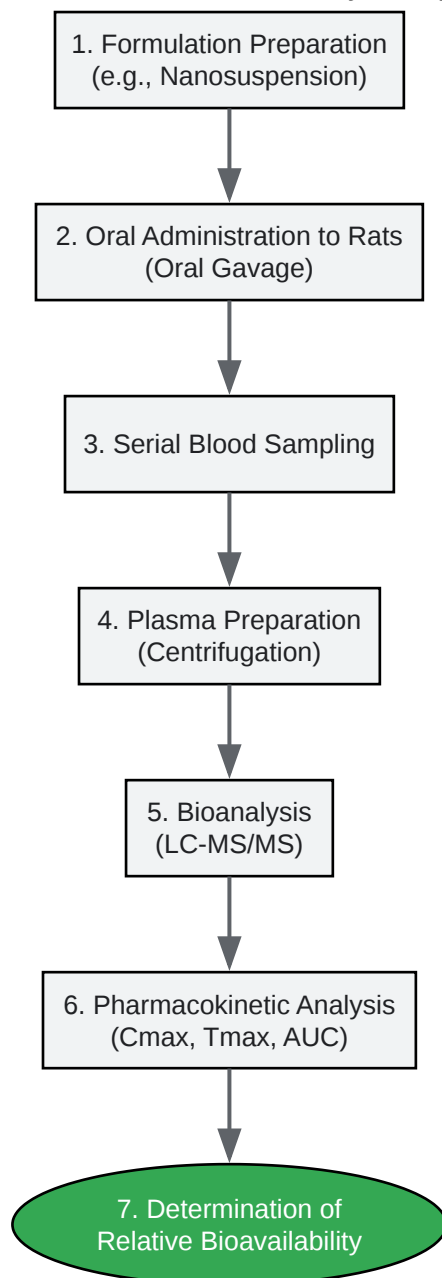 1. Formulation Preparation
(e.g., Nanosuspension)
2. Oral Administration to Rats
(Oral Gavage)
3. Serial Blood Sampling
4. Plasma Preparation
(Centrifugation)
5. Bioanalysis
(LC-MS/MS)
6. Pharmacokinetic Analysis
(Cmax, Tmax, AUC)
7. Determination of
Relative Bioavailability